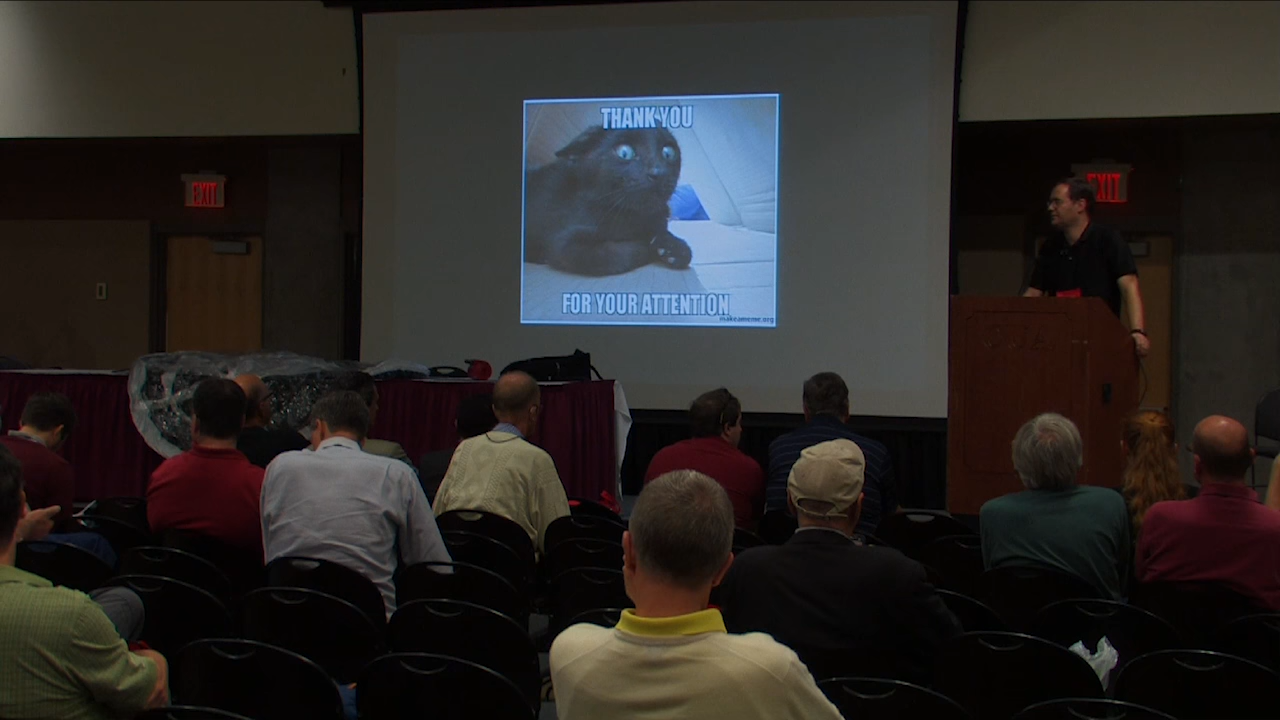 THANK YOU
EXIT
EXIT
FOR YOUR ATTENTION
makeameme.org